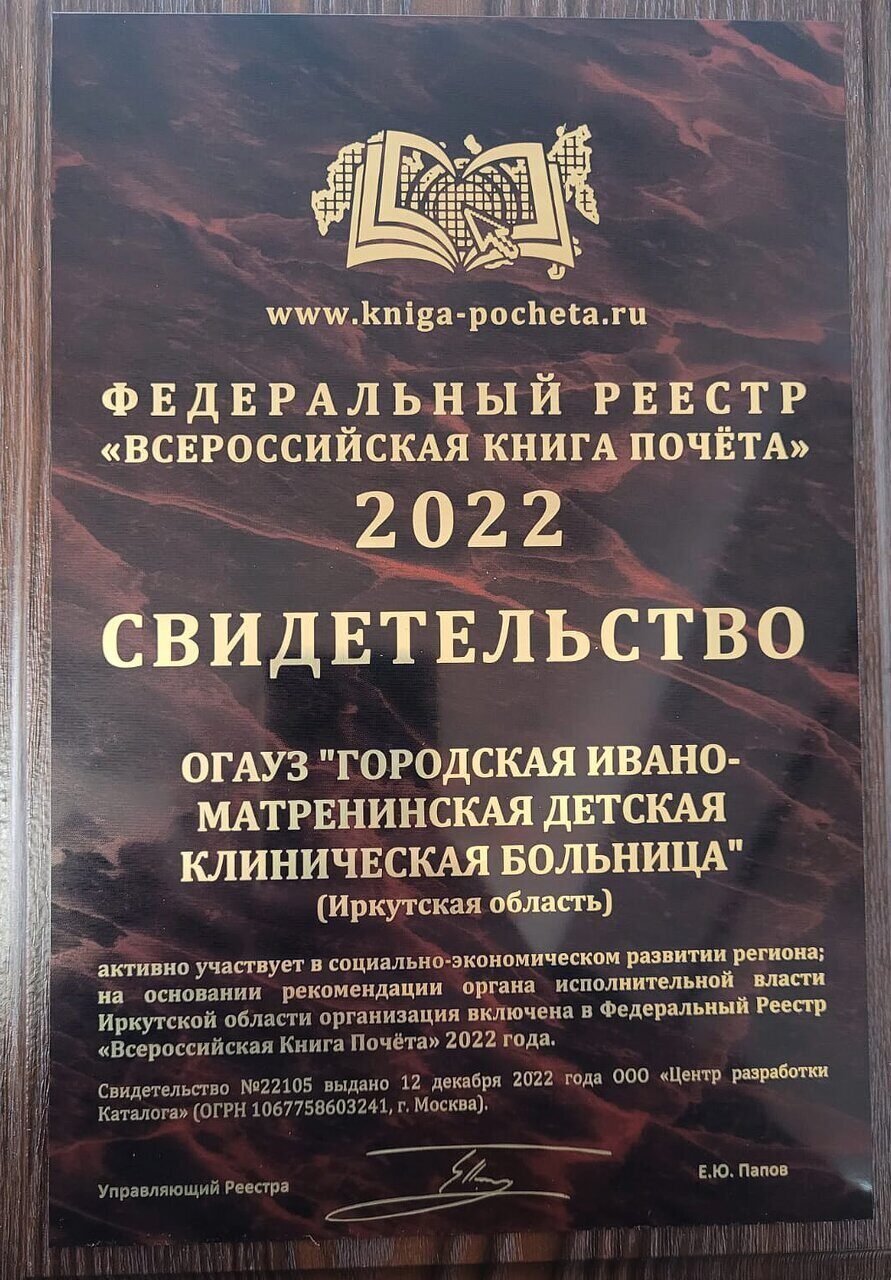 www.kniga-pocheta.ru
ФЕДЕРАЛЬНЫЙ РЕЕСТР
«ВСЕРОССИЙСКАЯ КНИГА ПОЧЁТА»
2022
СВИДЕТЕЛЬСТВО
ОГАУЗ "ГОРОДСКАЯ ИВАНО-
МАТРЕНИНСКАЯ ДЕТСКАЯ
КЛИНИЧЕСКАЯ БОЛЬНИЦА"
(Иркутская область)
активно участвует в социально-экономическом развитии региона;
на основании рекомендации органа исполнительной власти
Иркутской области организация включена в Федеральный Реестр
«Всероссийская Книга Почёта» 2022 года.
Свидетельство №22105 выдано 12 декабря 2022 года ООО «Центр разработки
Каталога» (ОГРН 1067758603241, г. Москва).
Управляющий Реестра
Е.Ю. Папов